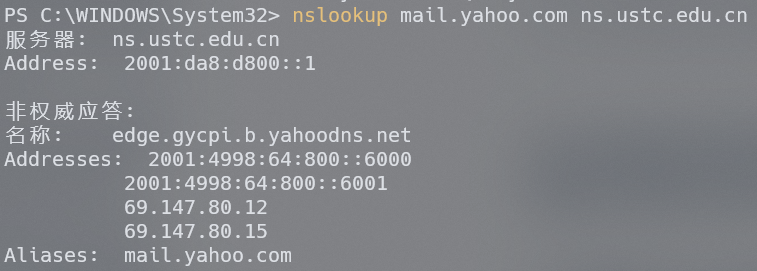 PS C:\WINDOWS\System32> nslookup mail.yahoo.com ns.ustc.edu.cn
服务器:  ns.ustc.edu.cn
Address:  2001:da8:d800::1
非权威应答:
名称:    edge.gycpi.b.yahoodns.net
Addresses:  2001:4998:64:800::6000
2001:4998:64:800::6001
69.147.80.12
69.147.80.15
Aliases:  mail.yahoo.com